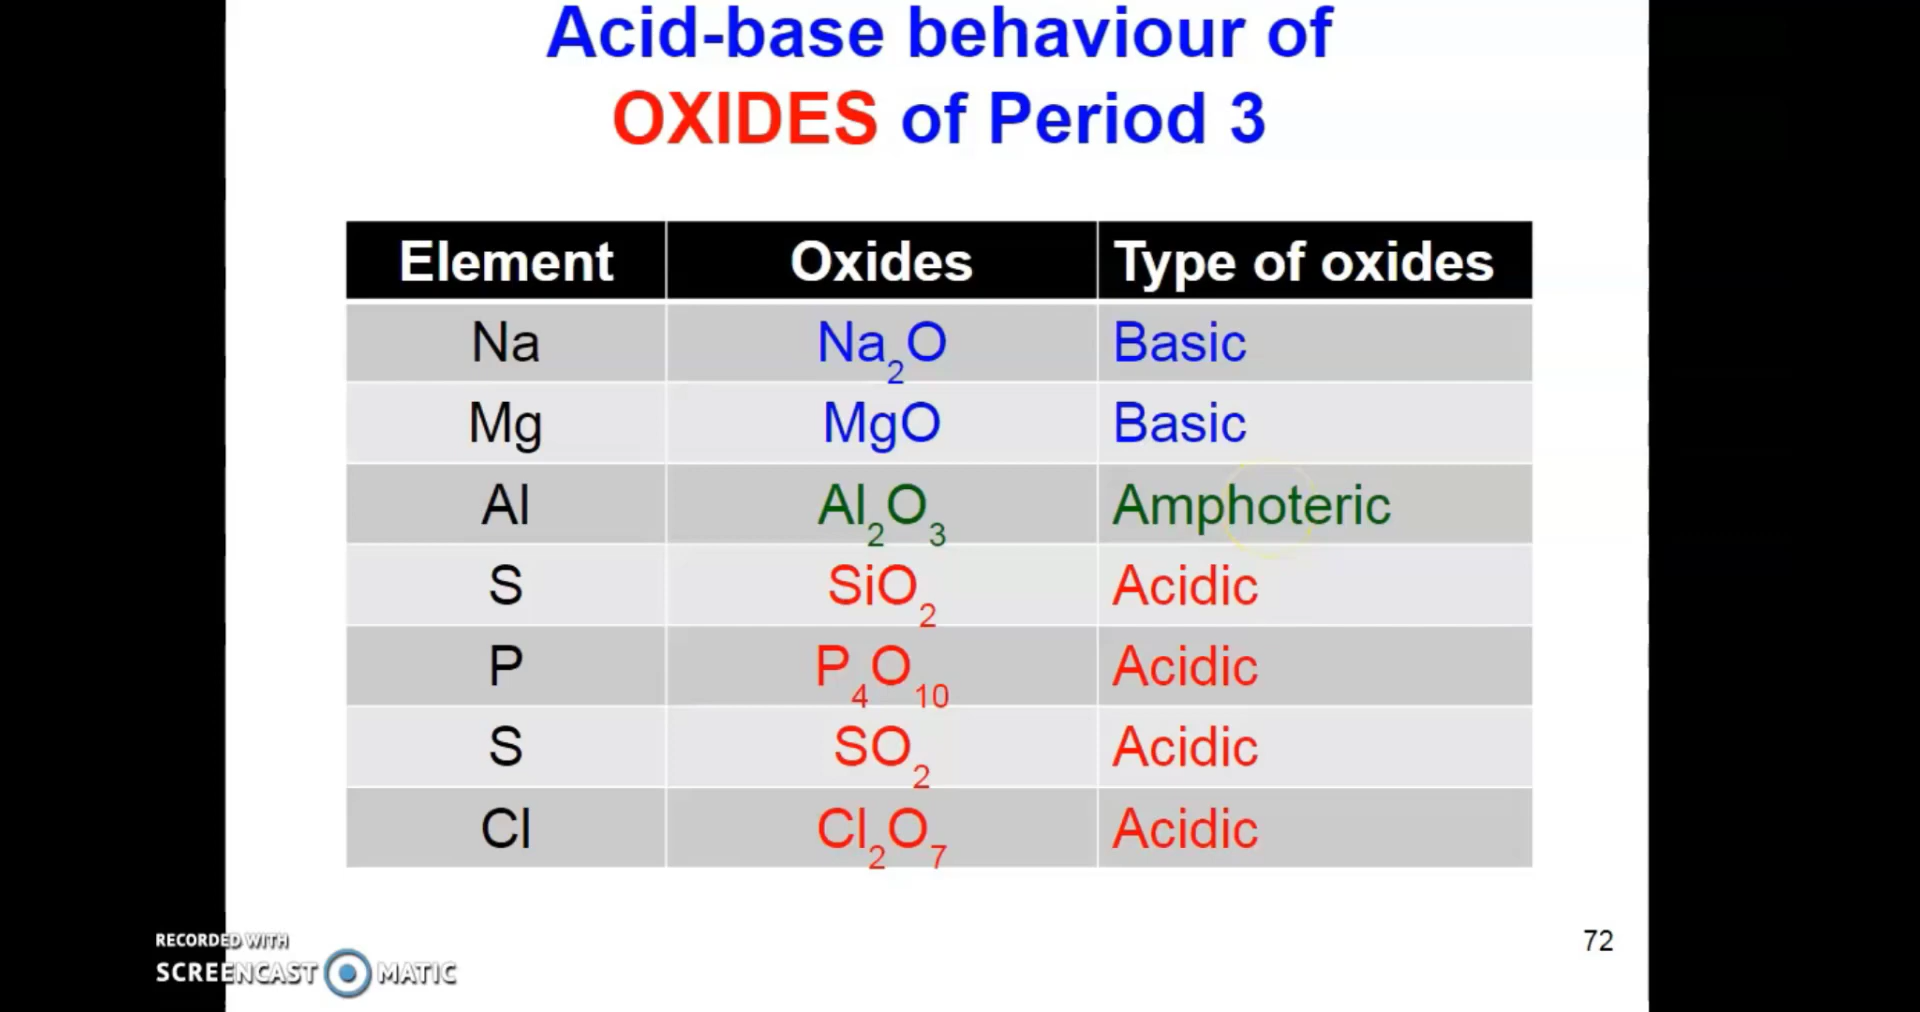 Acid-base behaviour of
OXIDES of Period 3
Element Oxides Type of oxides
Na Na₂O Basic
Mg MgO Basic
Al Al₂O₃ Amphoteric
S SiO₂ Acidic
P P₄O₁₀ Acidic
S SO₂ Acidic
Cl Cl₂O₇ Acidic
72
RECORDED WITH
SCREENCAST MATIC